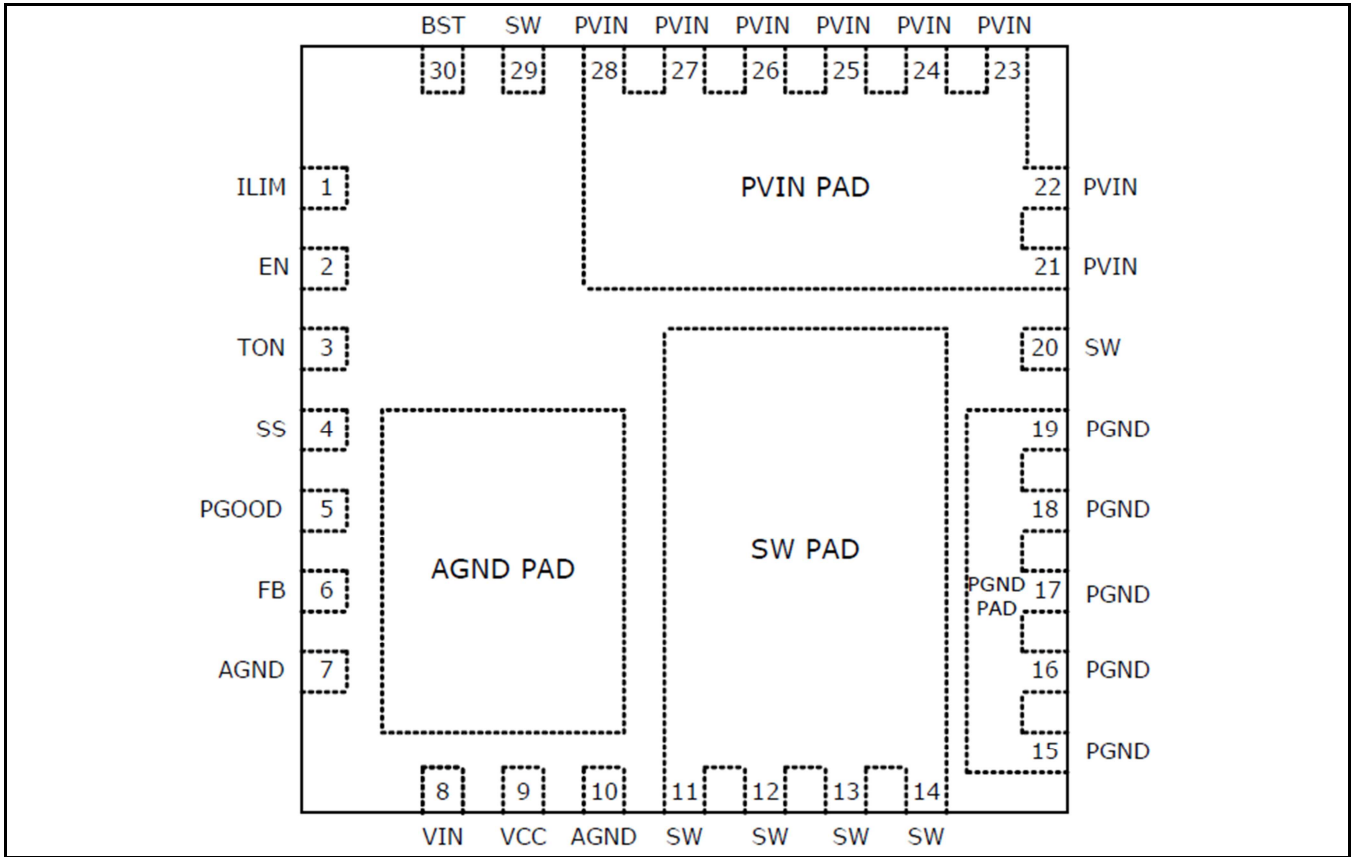 BST SW PVIN PVIN PVIN PVIN PVIN PVIN
30 29 28 27 26 25 24 23
ILIM 1 PVIN PAD 22 PVIN
EN 2 21 PVIN
TON 3 20 SW
SS 4 19 PGND
PGOOD 5 18 PGND
SW PAD
AGND PAD
PGND
PAD
FB 6 17 PGND
AGND 7 16 PGND
15 PGND
8 9 10 11 12 13 14
VIN VCC AGND SW SW SW SW